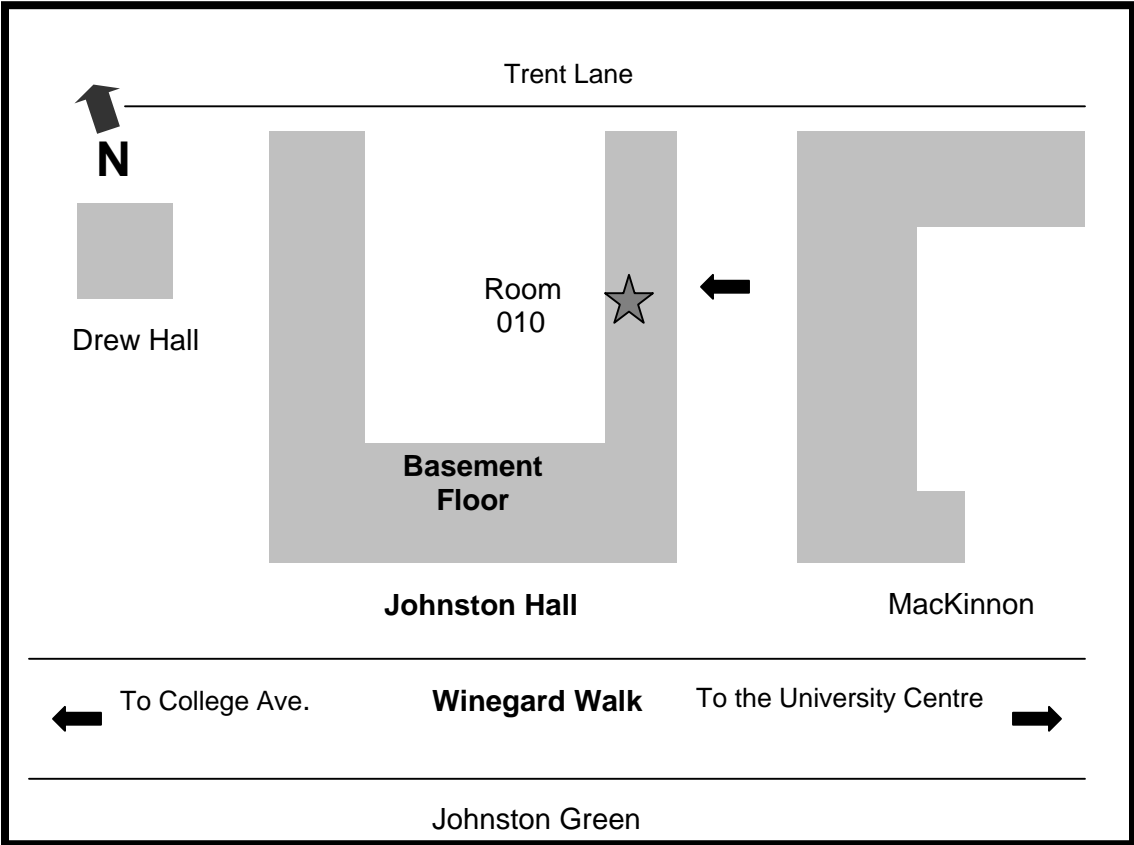 Trent Lane
N
Room
010
Drew Hall
Basement
Floor
Johnston Hall
MacKinnon
To College Ave.
Winegard Walk
To the University Centre
Johnston Green